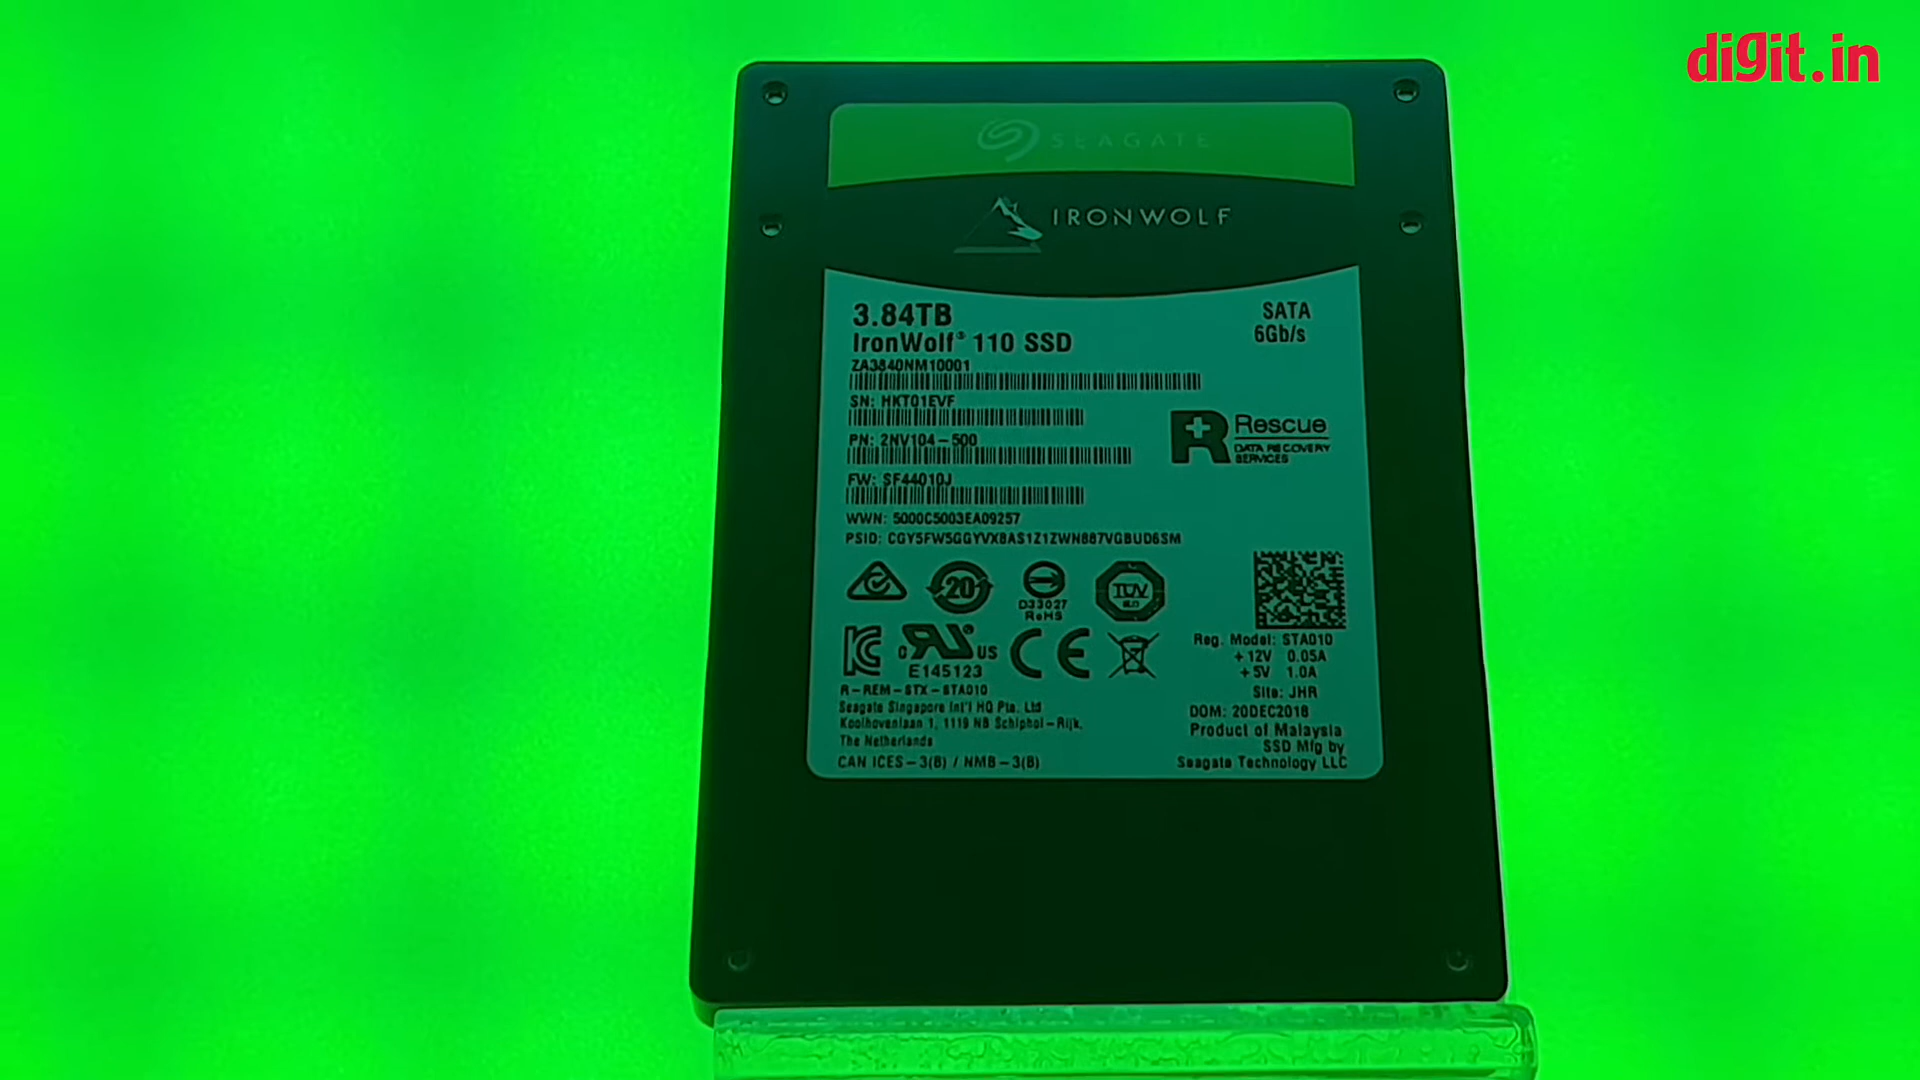 digit.in
SEAGATE
IRONWOLF
3.84TB
IronWolf® 110 SSD
SATA
6Gb/s
ZA3840NM10001
SN: HKT01EVF
PN: 2NV104-500
Rescue
DATA RECOVERY
SERVICES
FW: SF44010J
WWN: 5000C5003EA09257
PSID: CGY5FW5GGYVX8AS1Z1ZWN887VGBUD6SM
20
D33027
RoHS
TÜV
SÜD
c RU® US
E145123
CE
R-REM-STX-STA010
Seagate Singapore Int'l HQ Pte. Ltd
Koolhovenlaan 1, 1119 NB Schiphol-Rijk,
The Netherlands
CAN ICES-3(B) / NMB-3(B)
Reg. Model: STA010
+12V 0.05A
+5V 1.0A
Site: JHR
DOM: 20DEC2018
Product of Malaysia
SSD Mfg by
Seagate Technology LLC